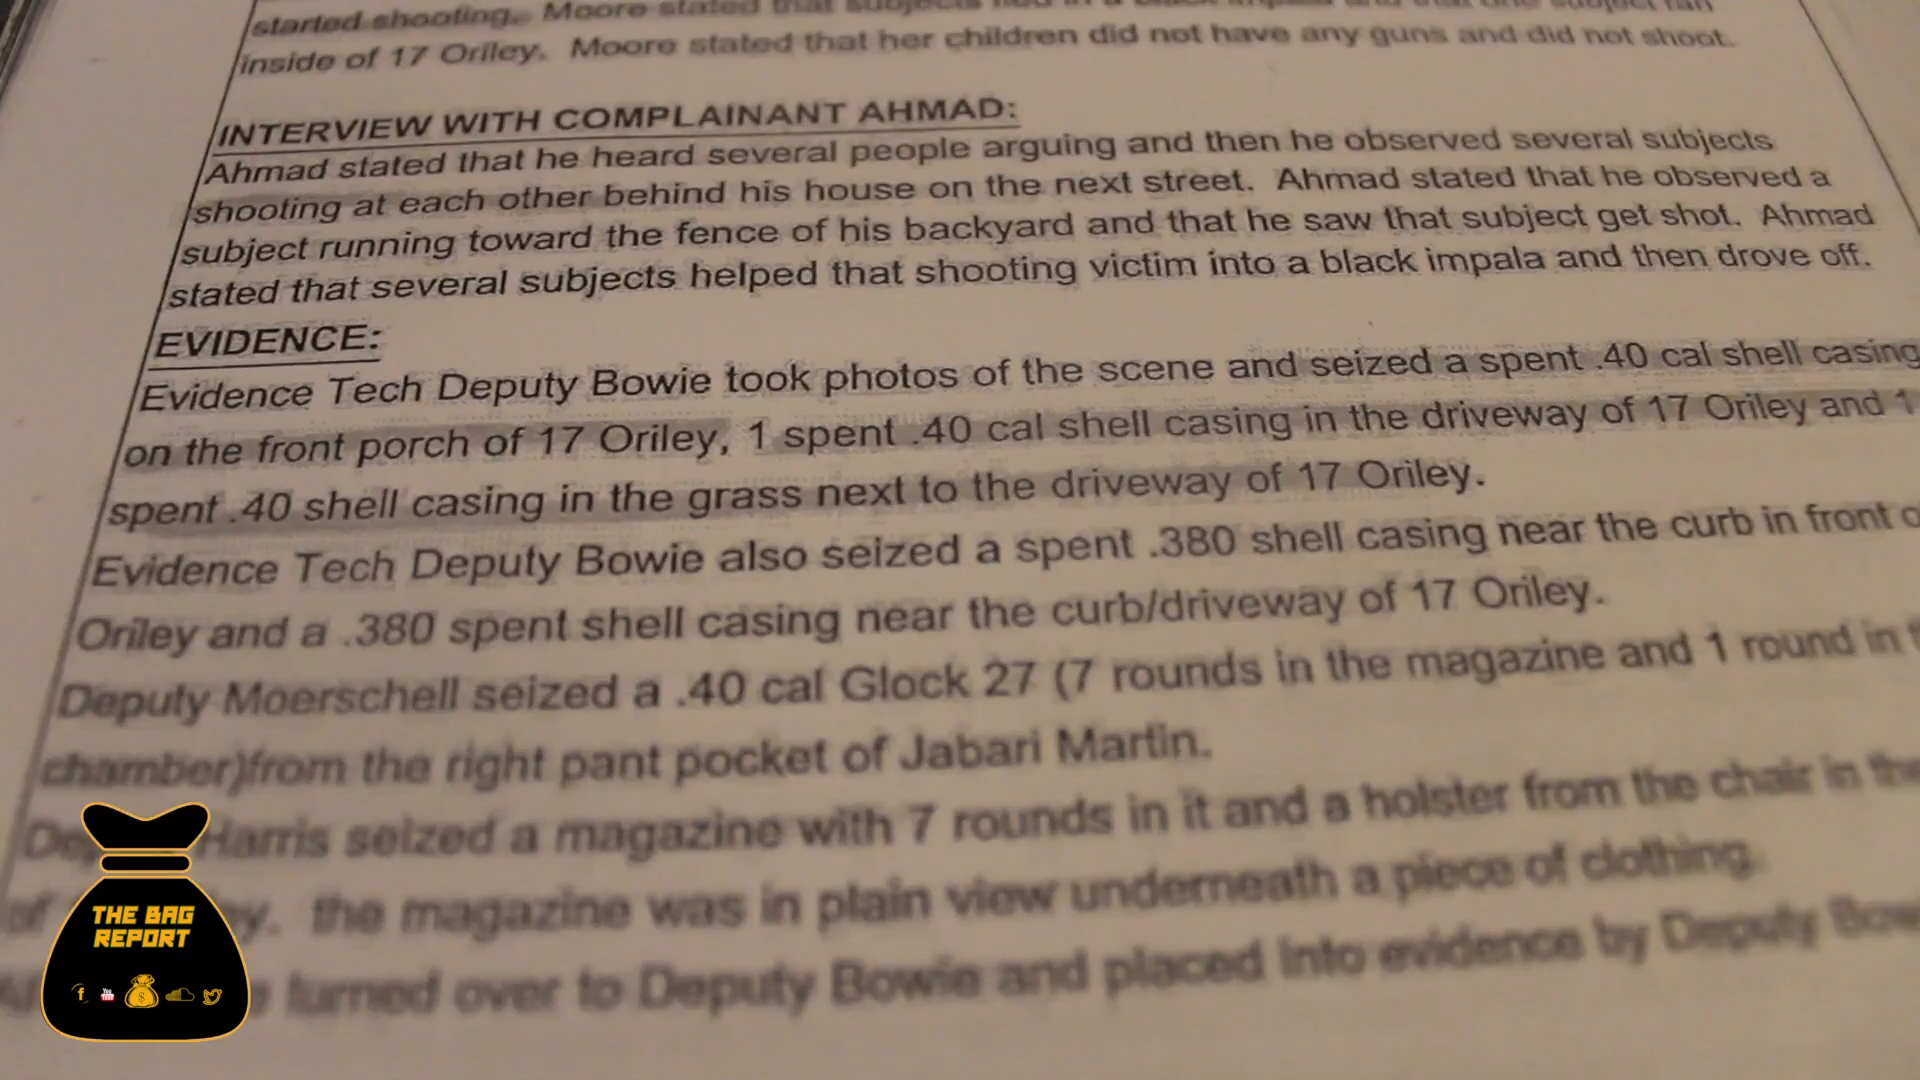 started shooting. Moore stated that subjects
inside of 17 Oriley. Moore stated that her children did not have any guns and did not shoot.
INTERVIEW WITH COMPLAINANT AHMAD:
Ahmad stated that he heard several people arguing and then he observed several subjects
shooting at each other behind his house on the next street. Ahmad stated that he observed a
subject running toward the fence of his backyard and that he saw that subject get shot. Ahmad
stated that several subjects helped that shooting victim into a black impala and then drove off.
EVIDENCE:
Evidence Tech Deputy Bowie took photos of the scene and seized a spent .40 cal shell casing
on the front porch of 17 Oriley, 1 spent .40 cal shell casing in the driveway of 17 Oriley and 1
spent .40 shell casing in the grass next to the driveway of 17 Oriley.
Evidence Tech Deputy Bowie also seized a spent .380 shell casing near the curb in front
Oriley and a .380 spent shell casing near the curb/driveway of 17 Oriley.
Deputy Moerschell seized a .40 cal Glock 27 (7 rounds in the magazine and 1 round in
chamber)from the right pant pocket of Jabari Martin.
Harris seized a magazine with 7 rounds in it and a holster from the chair in the
of the magazine was in plain view underneath a piece of clothing.
turned over to Deputy Bowie and placed into evidence by Deputy
THE BAG
REPORT